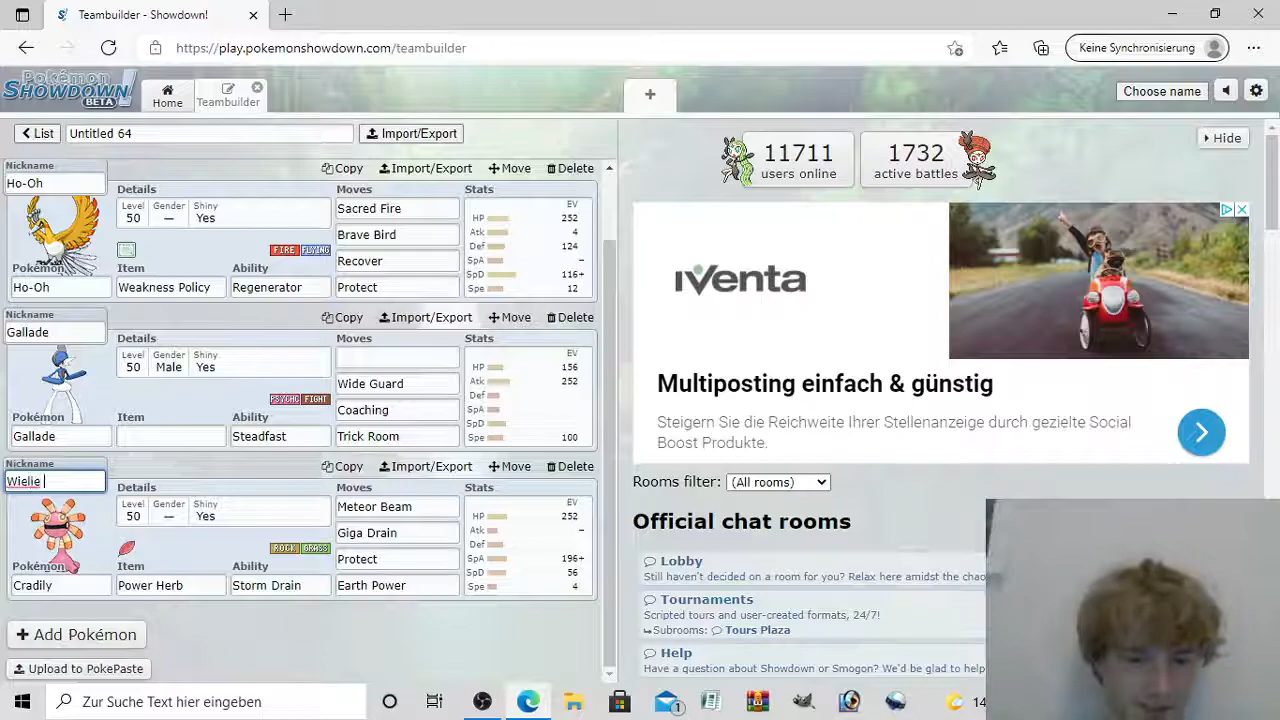 Teambuilder - Showdown!
https://play.pokemonshowdown.com/teambuilder
Keine Synchronisierung
Pokémon
SHOWDOWN!
BETA
Home
Teambuilder
Choose name
List
Untitled 64
Import/Export
Nickname
Ho-Oh
Copy Import/Export Move Delete
Details
Level Gender Shiny
50 — Yes
FIRE FLYING
Pokémon
Ho-Oh
Item
Weakness Policy
Ability
Regenerator
Moves
Sacred Fire
Brave Bird
Recover
Protect
Stats
EV
HP 252
Atk 4
Def 124
SpA –
SpD 116+
Spe 12
Nickname
Gallade
Copy Import/Export Move Delete
Details
Level Gender Shiny
50 Male Yes
PSYCHC FIGHT
Pokémon
Gallade
Item
Ability
Steadfast
Moves
Wide Guard
Coaching
Trick Room
Stats
EV
HP 156
Atk 252
Def
SpA
SpD
Spe 100
Nickname
Wielie
Copy Import/Export Move Delete
Details
Level Gender Shiny
50 — Yes
ROCK GRASS
Pokémon
Cradily
Item
Power Herb
Ability
Storm Drain
Moves
Meteor Beam
Giga Drain
Protect
Earth Power
Stats
EV
HP 252
Atk –
Def
SpA 196+
SpD 56
Spe 4
Add Pokémon
Upload to PokePaste
11711
users online
1732
active battles
Hide
iventa
Multiposting einfach & günstig
Steigern Sie die Reichweite Ihrer Stellenanzeige durch gezielte Social
Boost Produkte.
Rooms filter: (All rooms)
Official chat rooms
Lobby
Still haven't decided on a room for you? Relax here amidst the chao
Tournaments
Scripted tours and user-created formats, 24/7!
Subrooms: Tours Plaza
Help
Have a question about Showdown or Smogon? We'd be glad to help
Zur Suche Text hier eingeben
1
14